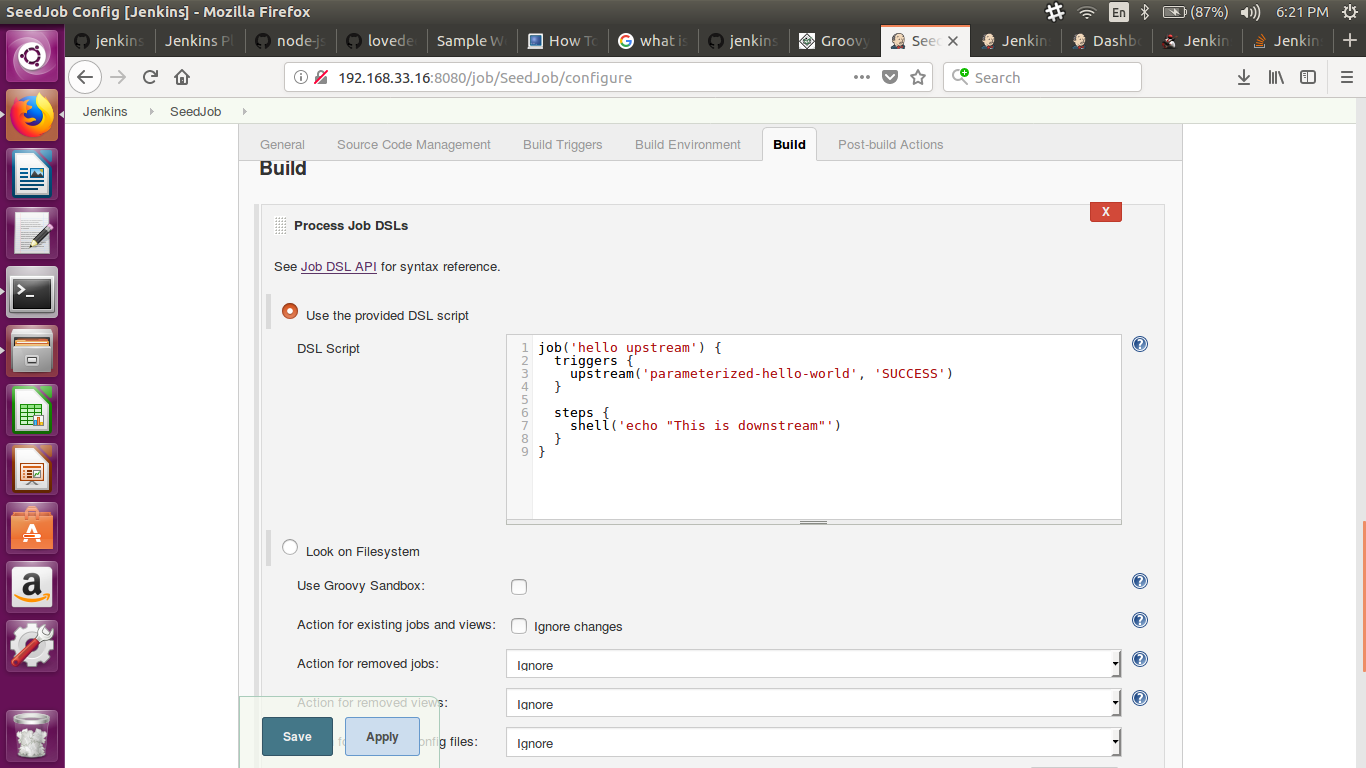 SeedJob Config [Jenkins] - Mozilla Firefox
En
(87%)
6:21 PM
jenkins
Jenkins Pl
node-js
lovede
Sample W
How To
what is
jenkins
Groovy
See
Jenkin
Dashb
Jenkin
Jenkin
192.168.33.16:8080/job/SeedJob/configure
Search
Jenkins
SeedJob
General
Source Code Management
Build Triggers
Build Environment
Build
Post-build Actions
Build
Process Job DSLs
X
See Job DSL API for syntax reference.
Use the provided DSL script
DSL Script
1 job('hello upstream') {
2 triggers {
3 upstream('parameterized-hello-world', 'SUCCESS')
4 }
5
6 steps {
7 shell('echo "This is downstream"')
8 }
9 }
Look on Filesystem
Use Groovy Sandbox:
Action for existing jobs and views:
Ignore changes
Action for removed jobs:
Ignore
Action for removed views:
Ignore
Save
Apply
config files:
Ignore